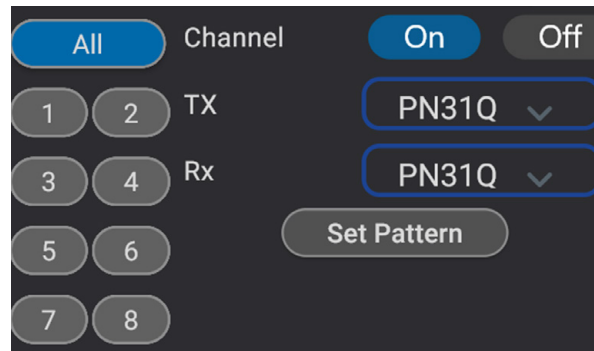 All Channel On Off
1 2 TX PN31Q
3 4 Rx PN31Q
Set Pattern
5 6
7 8